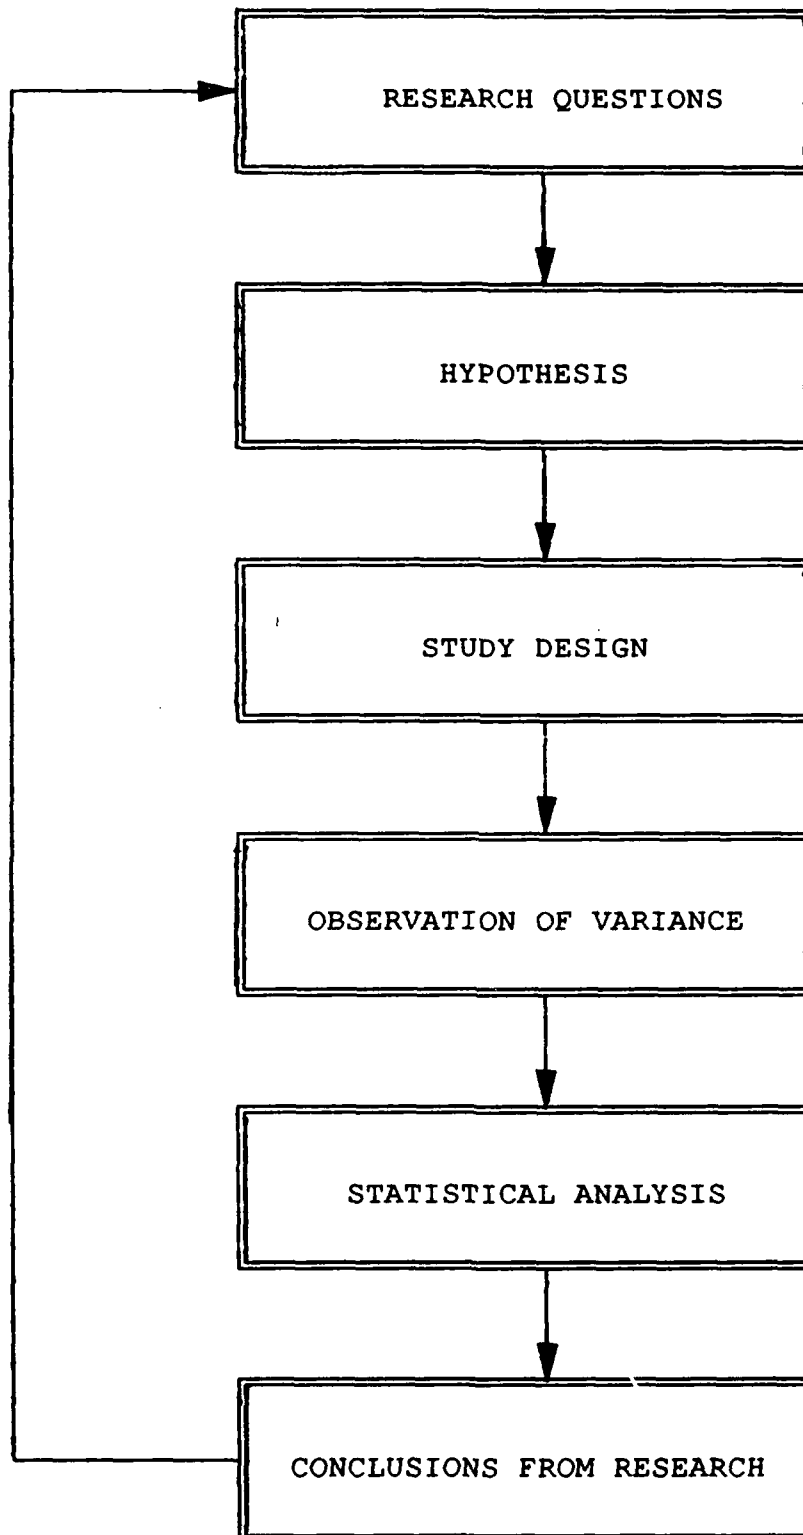 RESEARCH QUESTIONS
HYPOTHESIS
STUDY DESIGN
OBSERVATION OF VARIANCE
STATISTICAL ANALYSIS
CONCLUSIONS FROM RESEARCH